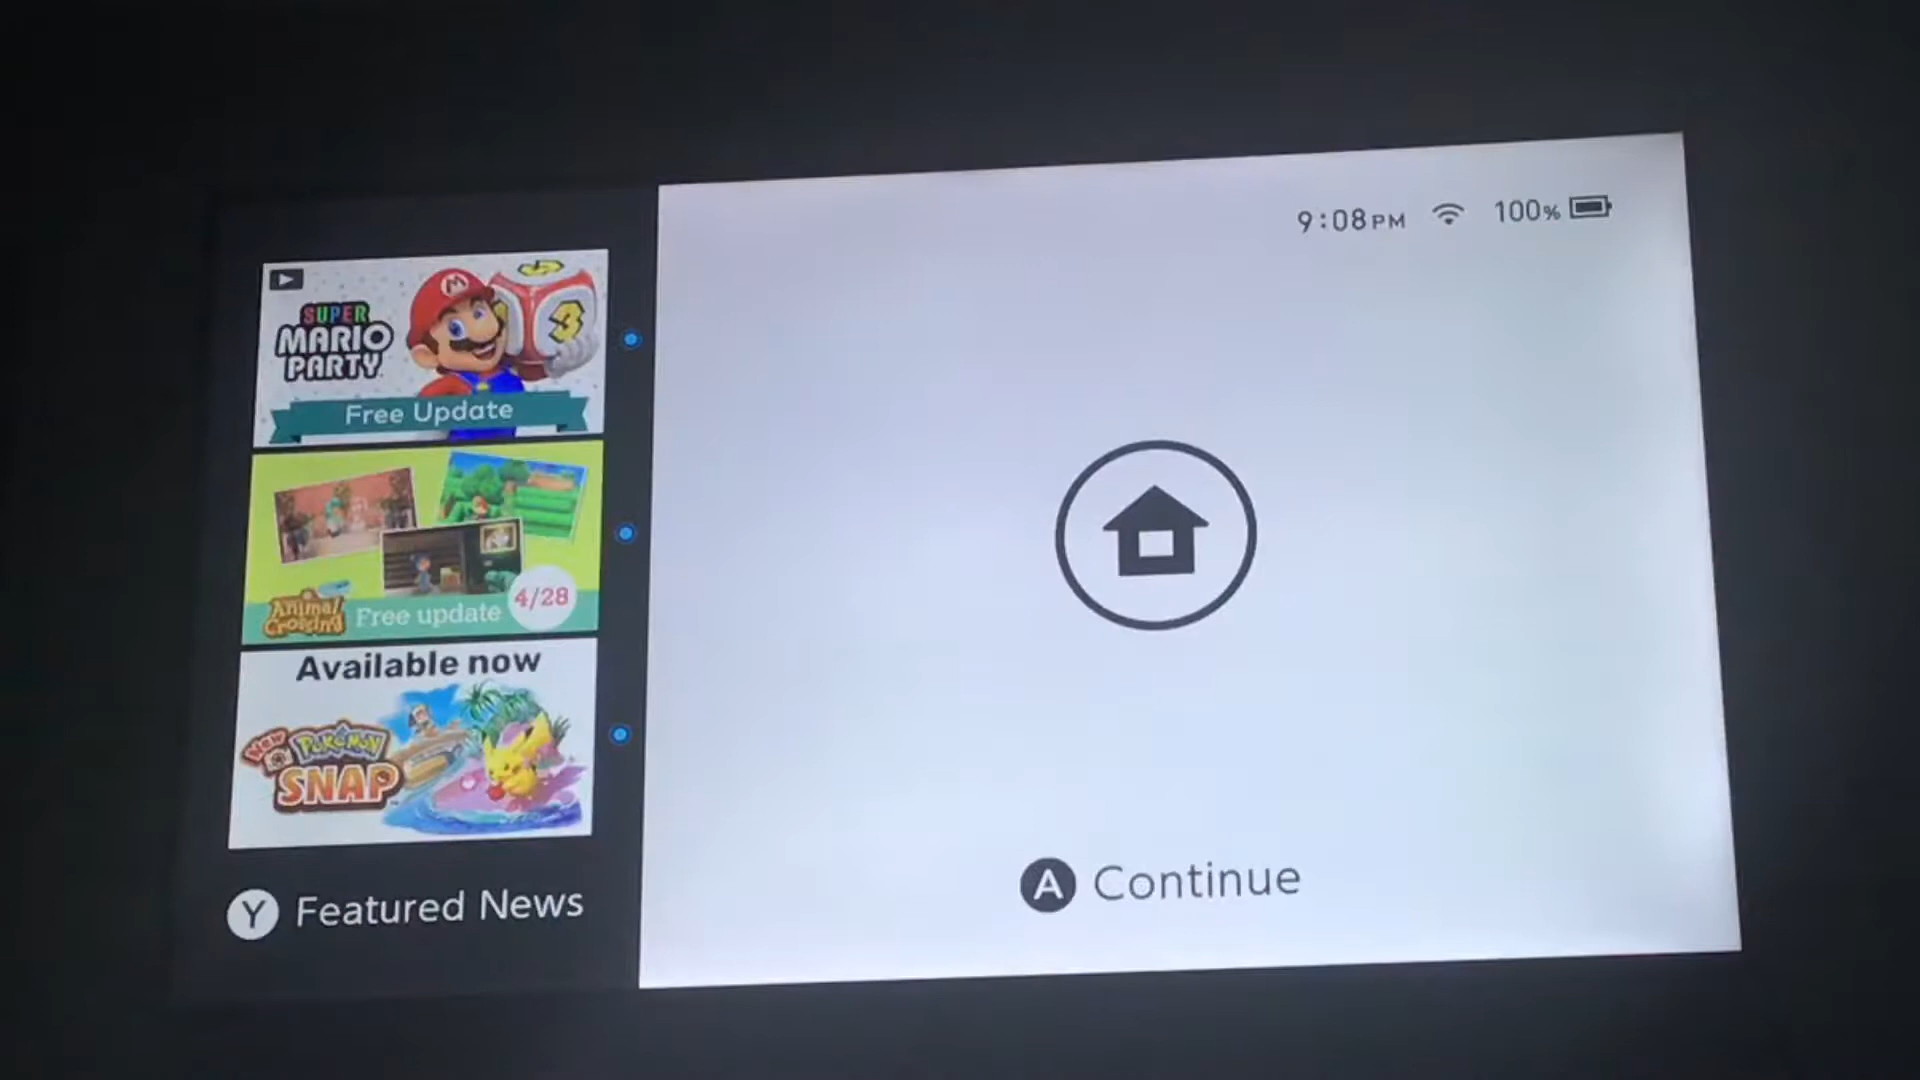 9:08PM 100%
SUPER
MARIO
PARTY
M
3
Free Update
Animal
Crossing
Free update
4/28
Available now
New
Pokémon
SNAP
Y Featured News
A Continue